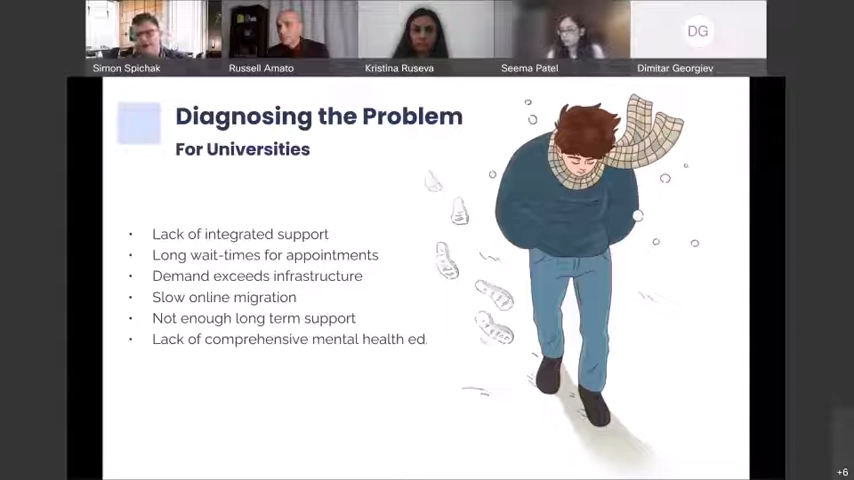 DG
Simon Spichak
Russell Amato
Kristina Ruseva
Seema Patel
Dimitar Georgiev
Diagnosing the Problem
For Universities
• Lack of integrated support
• Long wait-times for appointments
• Demand exceeds infrastructure
• Slow online migration
• Not enough long term support
• Lack of comprehensive mental health ed.
+6